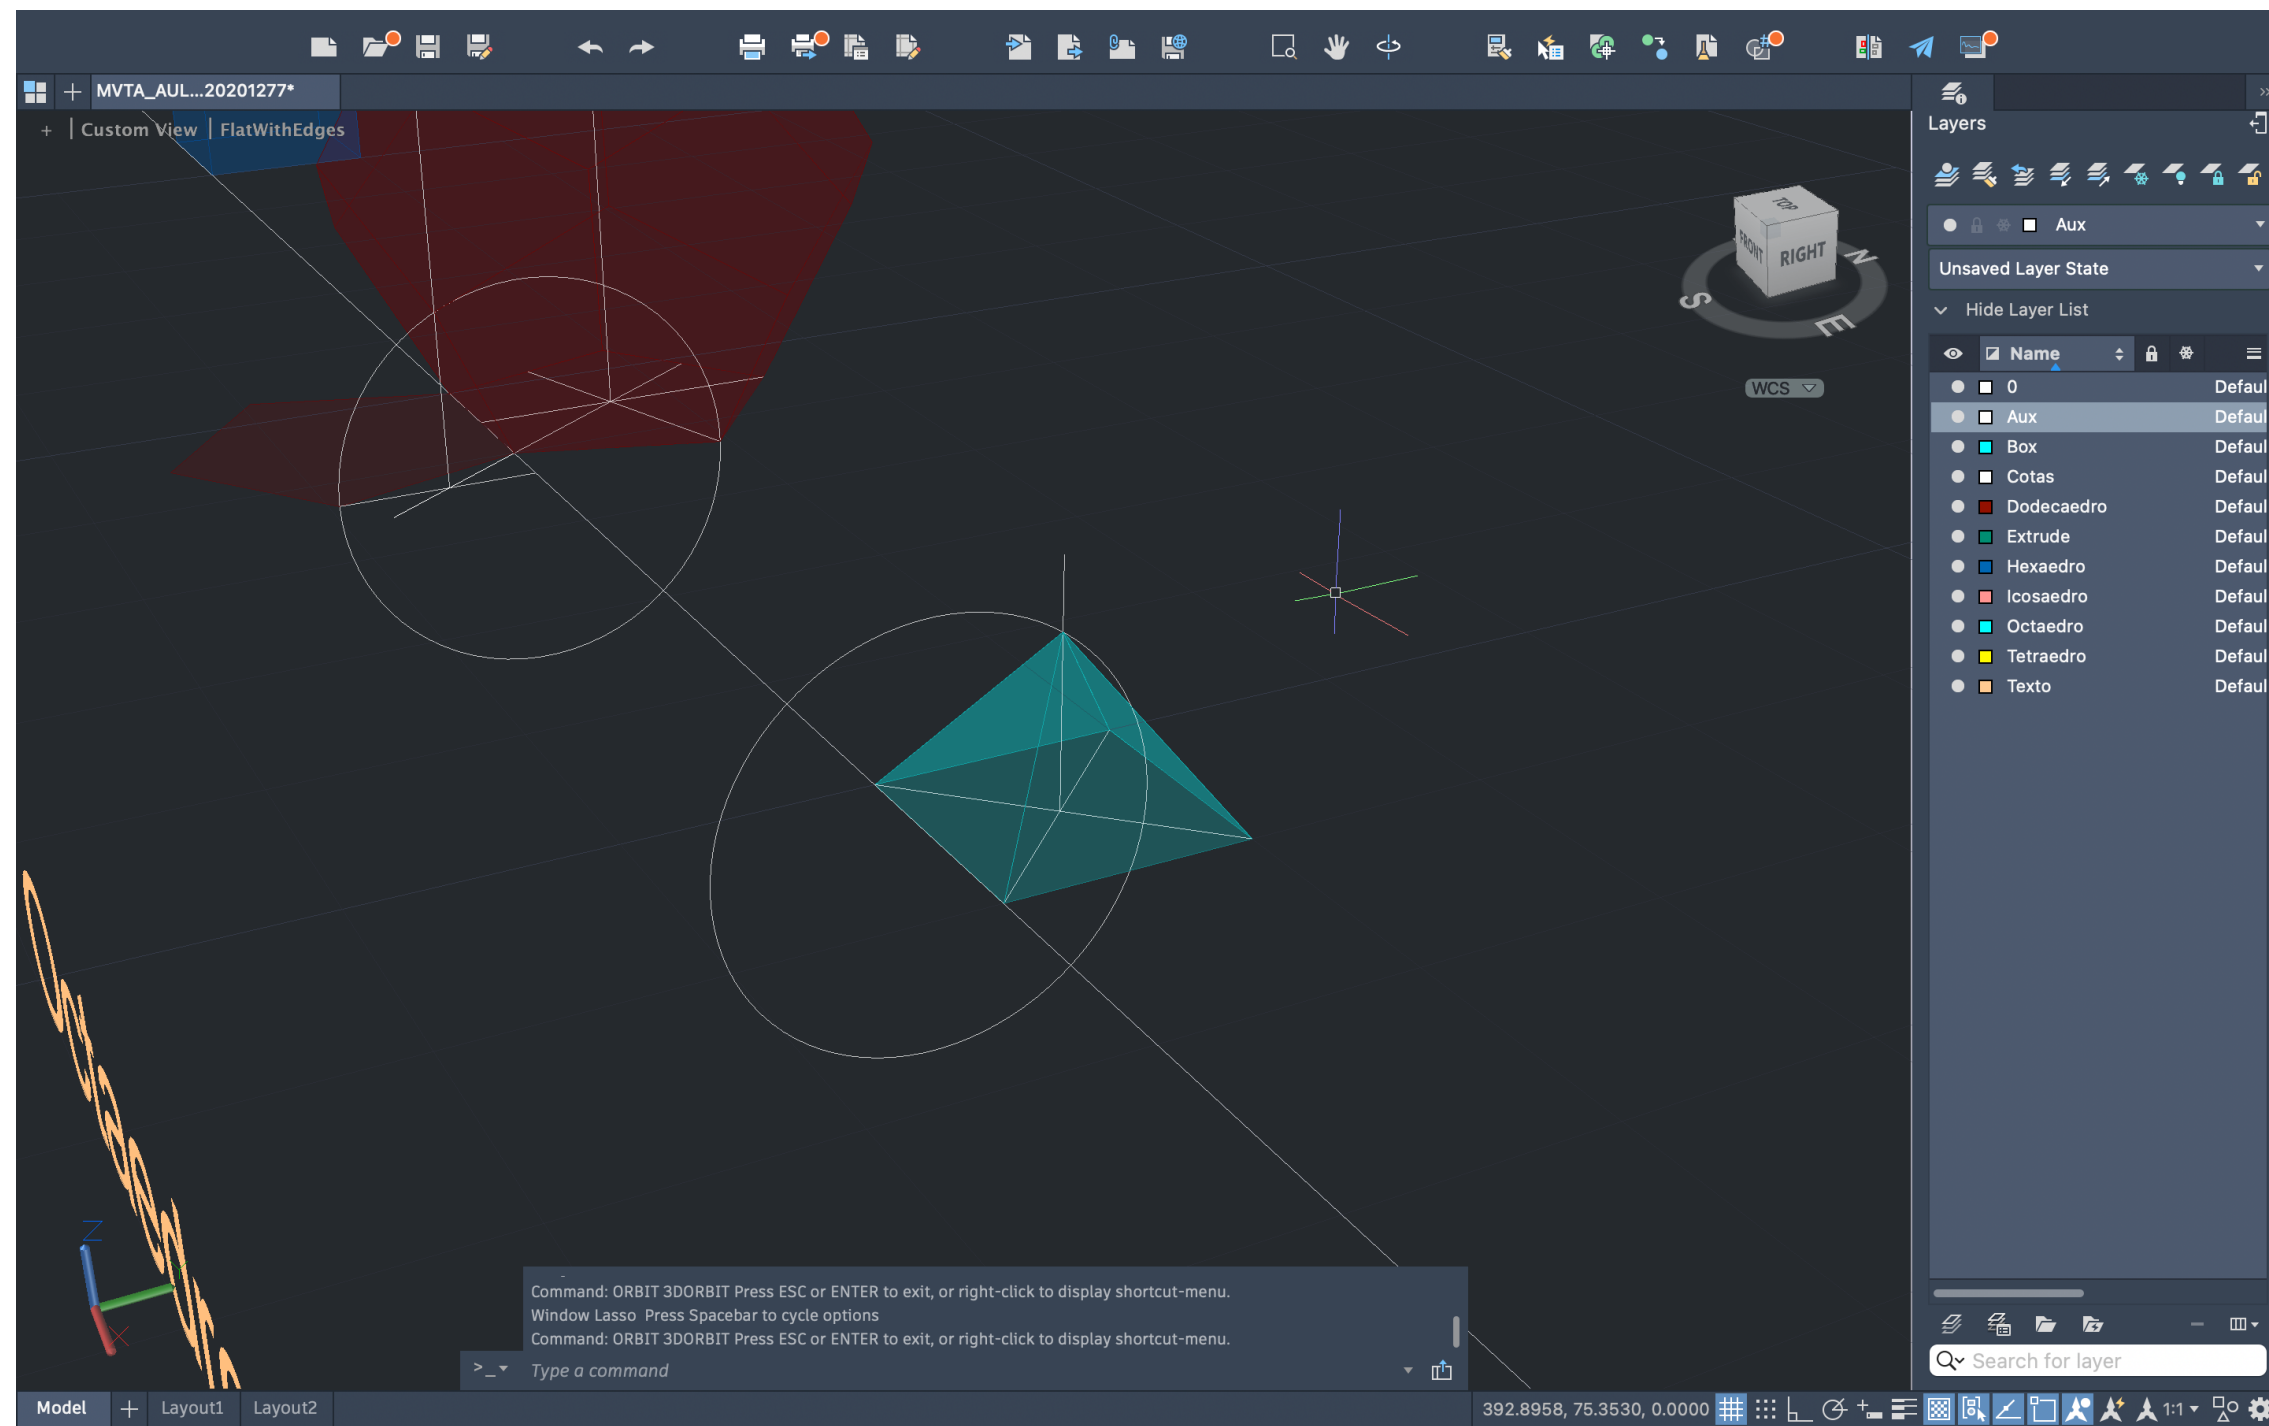 MVTA_AUL...20201277*
+ | Custom View | FlatWithEdges
TOP
FRONT
RIGHT
N
S
E
WCS
Layers
Aux
Unsaved Layer State
Hide Layer List
Name
0 Defaul
Aux Defaul
Box Defaul
Cotas Defaul
Dodecaedro Defaul
Extrude Defaul
Hexaedro Defaul
Icosaedro Defaul
Octaedro Defaul
Tetraedro Defaul
Texto Defaul
Search for layer
Z
Y
X
Command: ORBIT 3DORBIT Press ESC or ENTER to exit, or right-click to display shortcut-menu.
Window Lasso  Press Spacebar to cycle options
Command: ORBIT 3DORBIT Press ESC or ENTER to exit, or right-click to display shortcut-menu.
>_ Type a command
Model + Layout1 Layout2
392.8958, 75.3530, 0.0000
1:1